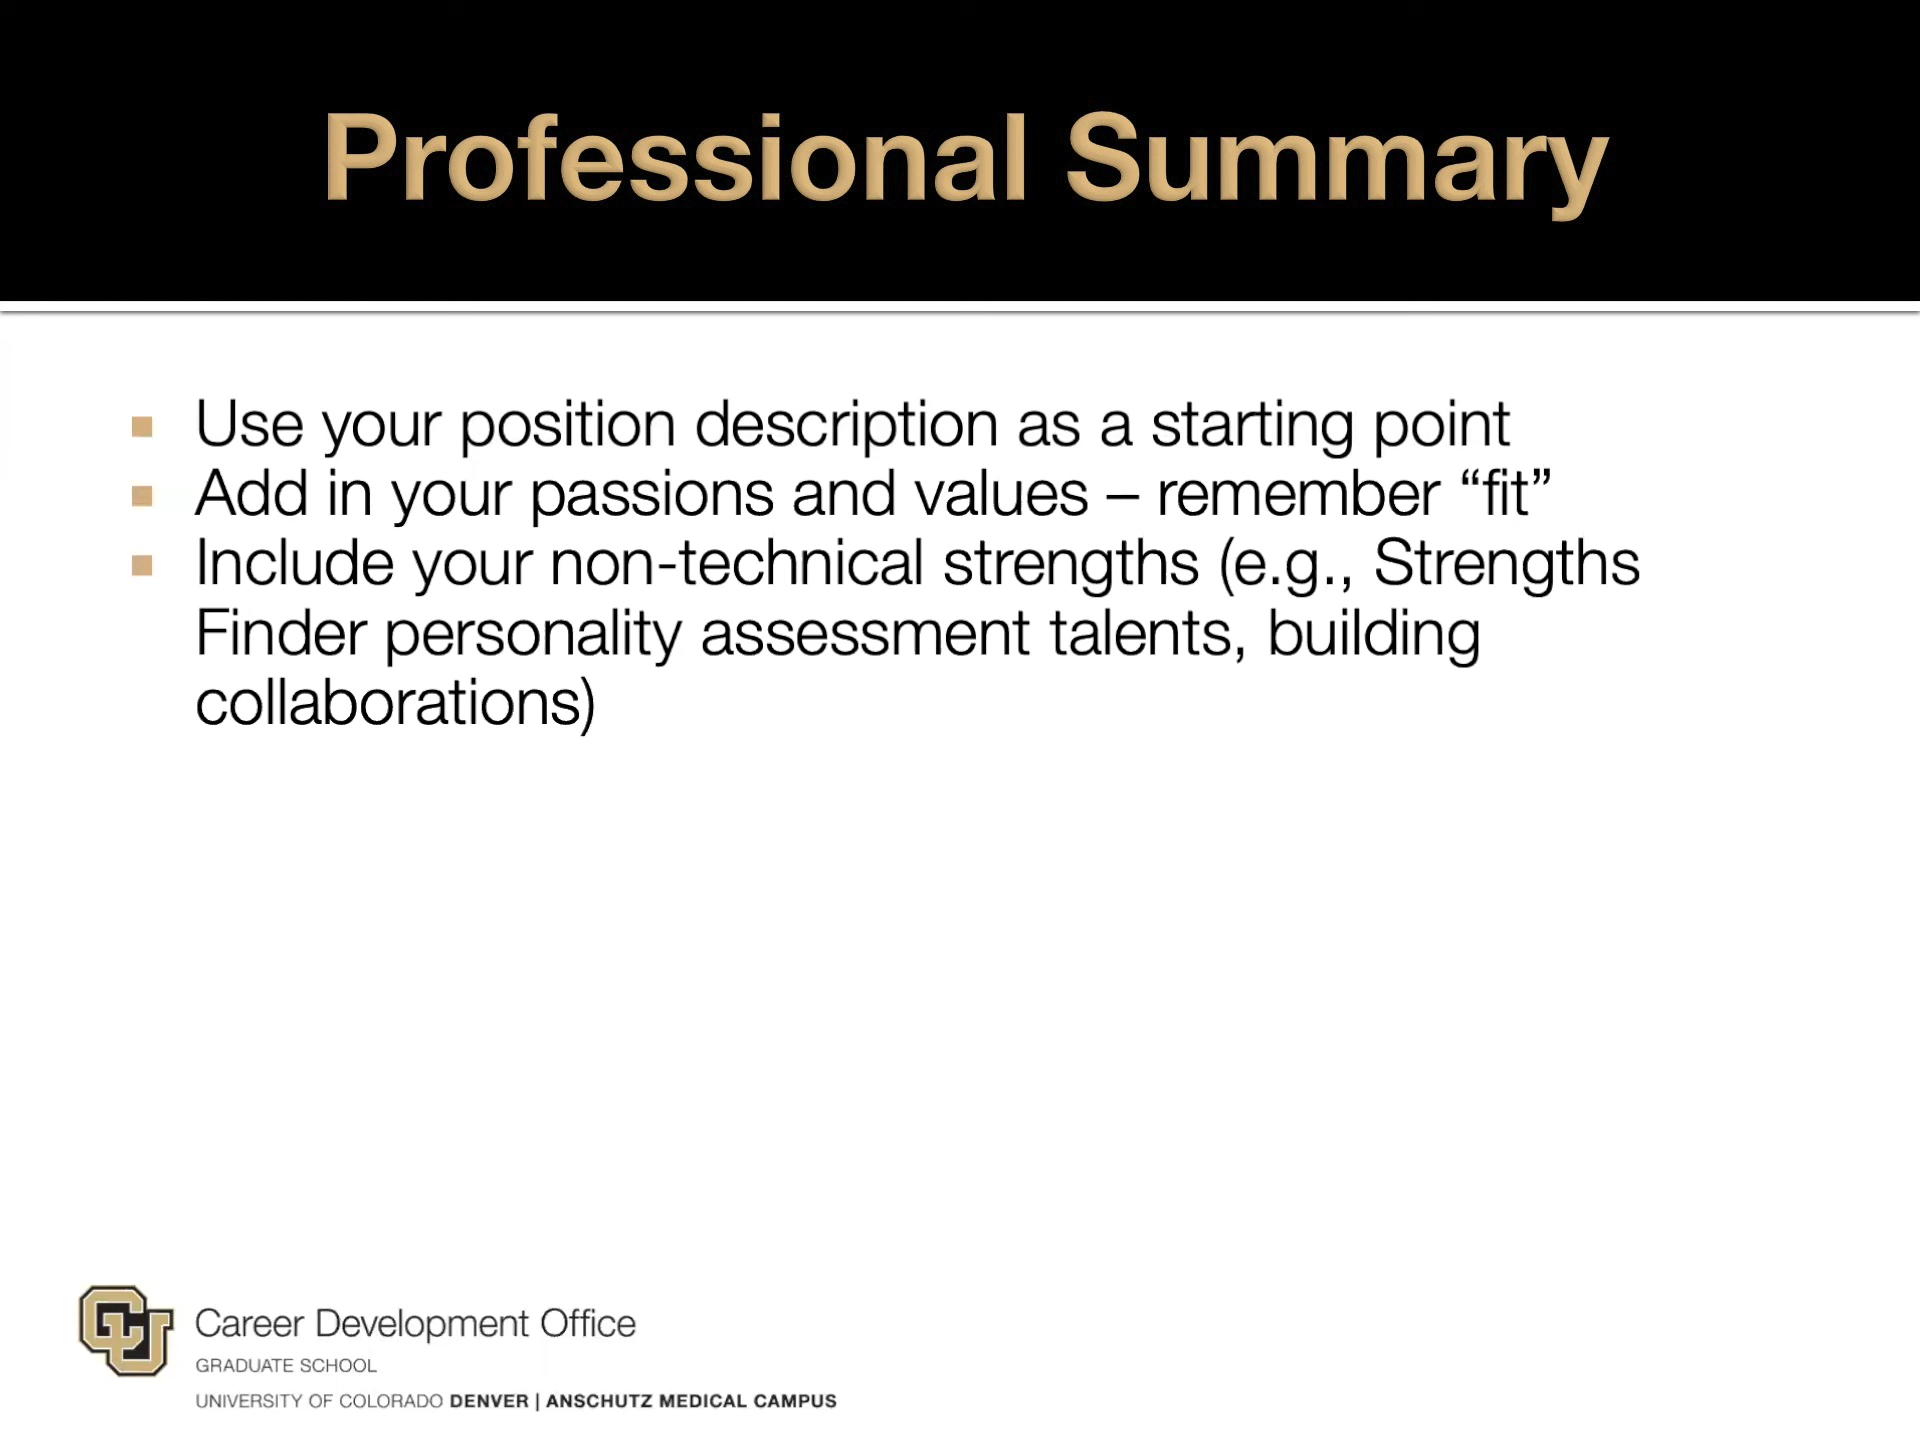 Professional Summary
Use your position description as a starting point
Add in your passions and values – remember “fit”
Include your non-technical strengths (e.g., Strengths
Finder personality assessment talents, building
collaborations)
CU
Career Development Office
GRADUATE SCHOOL
UNIVERSITY OF COLORADO DENVER | ANSCHUTZ MEDICAL CAMPUS